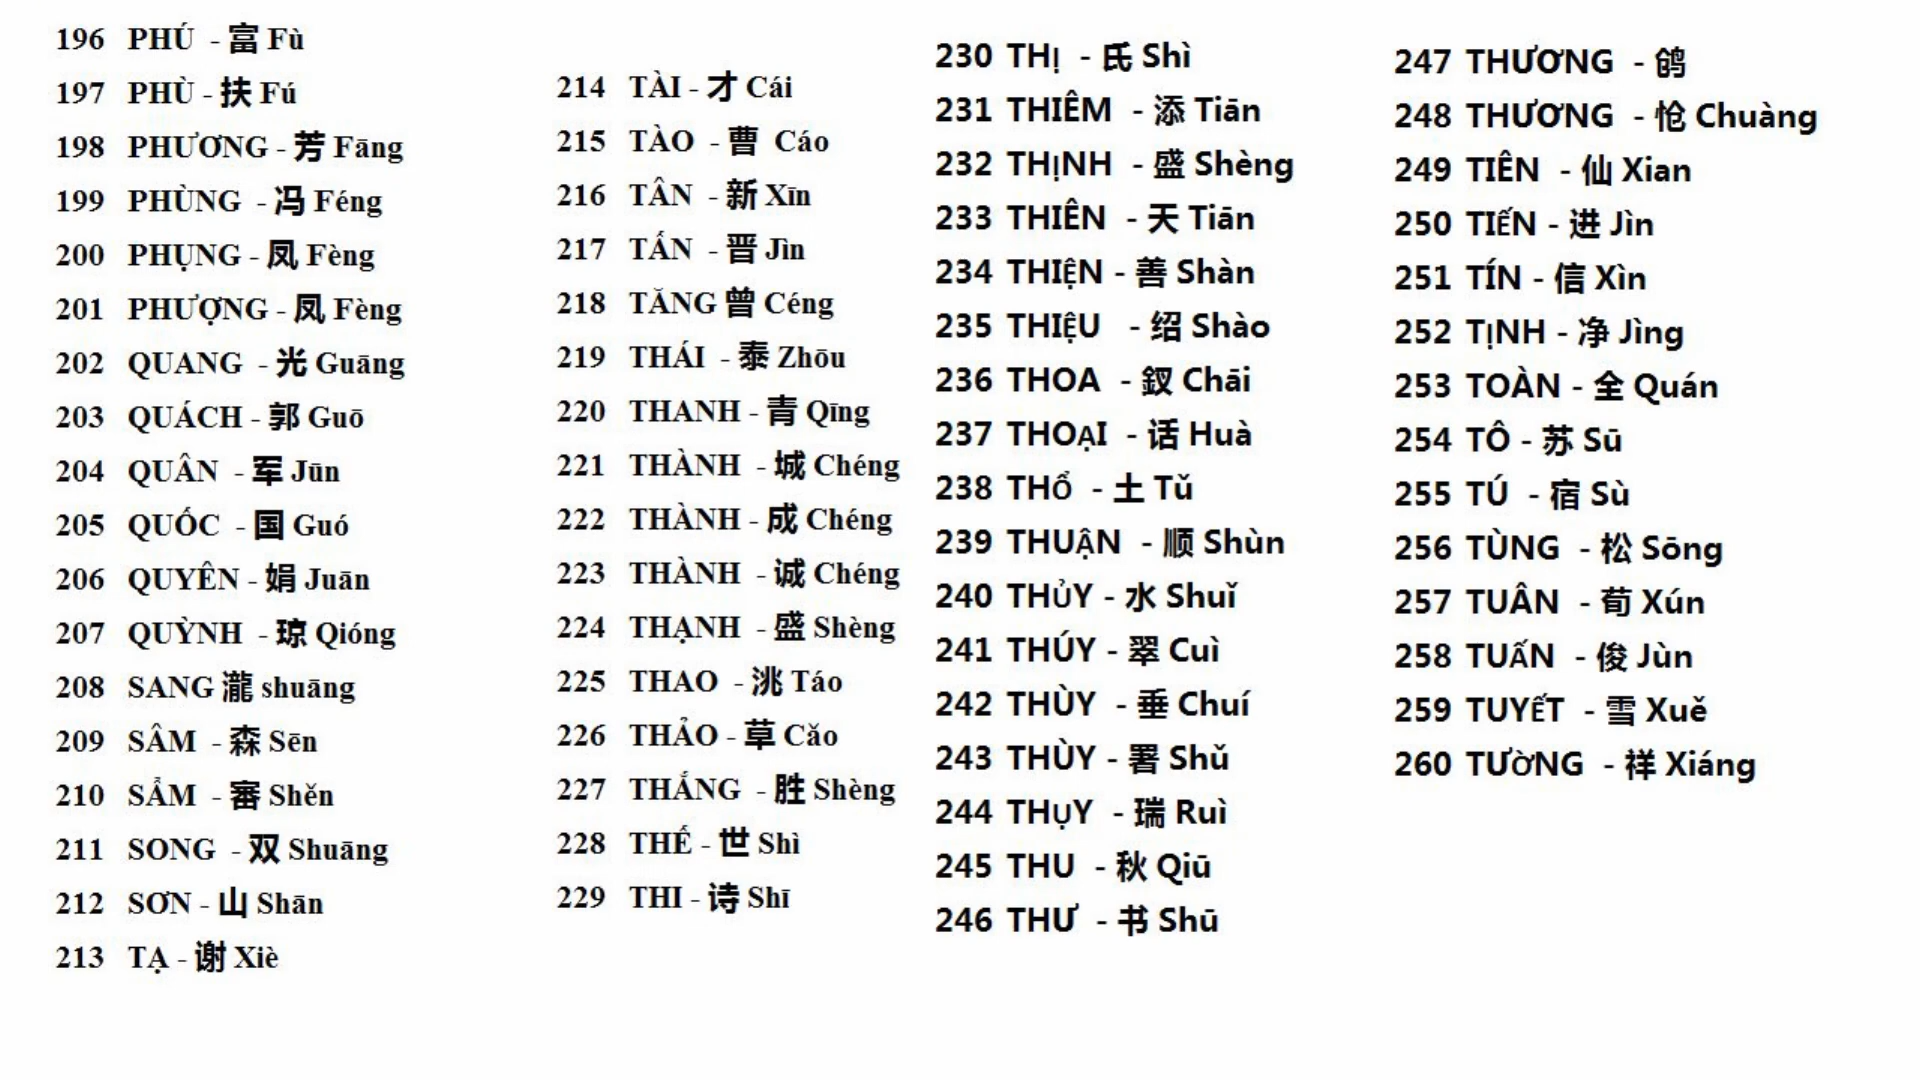 196 PHÚ - 富 Fù
197 PHÙ - 扶 Fú
198 PHƯƠNG - 芳 Fāng
199 PHÙNG - 冯 Féng
200 PHỤNG - 凤 Fèng
201 PHƯỢNG - 凤 Fèng
202 QUANG - 光 Guāng
203 QUÁCH - 郭 Guō
204 QUÂN - 军 Jūn
205 QUỐC - 国 Guó
206 QUYÊN - 娟 Juān
207 QUỲNH - 琼 Qióng
208 SANG 瀧 shuāng
209 SÂM - 森 Sēn
210 SẨM - 審 Shěn
211 SONG - 双 Shuāng
212 SƠN - 山 Shān
213 TẠ - 谢 Xiè
214 TÀI - 才 Cái
215 TÀO - 曹 Cáo
216 TÂN - 新 Xīn
217 TẤN - 晋 Jìn
218 TĂNG 曾 Céng
219 THÁI - 泰 Zhōu
220 THANH - 青 Qīng
221 THÀNH - 城 Chéng
222 THÀNH - 成 Chéng
223 THÀNH - 诚 Chéng
224 THẠNH - 盛 Shèng
225 THAO - 洮 Táo
226 THẢO - 草 Cǎo
227 THẮNG - 胜 Shèng
228 THẾ - 世 Shì
229 THI - 诗 Shī
230 THỊ - 氏 Shì
231 THIÊM - 添 Tiān
232 THỊNH - 盛 Shèng
233 THIÊN - 天 Tiān
234 THIỆN - 善 Shàn
235 THIỆU - 绍 Shào
236 THOA - 釵 Chāi
237 THOẠI - 话 Huà
238 THỔ - 土 Tǔ
239 THUẬN - 顺 Shùn
240 THỦY - 水 Shuǐ
241 THÚY - 翠 Cuì
242 THÙY - 垂 Chuí
243 THÙY - 署 Shǔ
244 THỤY - 瑞 Ruì
245 THU - 秋 Qiū
246 THƯ - 书 Shū
247 THƯƠNG - 鸧
248 THƯƠNG - 怆 Chuàng
249 TIÊN - 仙 Xian
250 TIẾN - 进 Jìn
251 TÍN - 信 Xìn
252 TỊNH - 净 Jìng
253 TOÀN - 全 Quán
254 TÔ - 苏 Sū
255 TÚ - 宿 Sù
256 TÙNG - 松 Sōng
257 TUÂN - 荀 Xún
258 TUẤN - 俊 Jùn
259 TUYẾT - 雪 Xuě
260 TƯỜNG - 祥 Xiáng